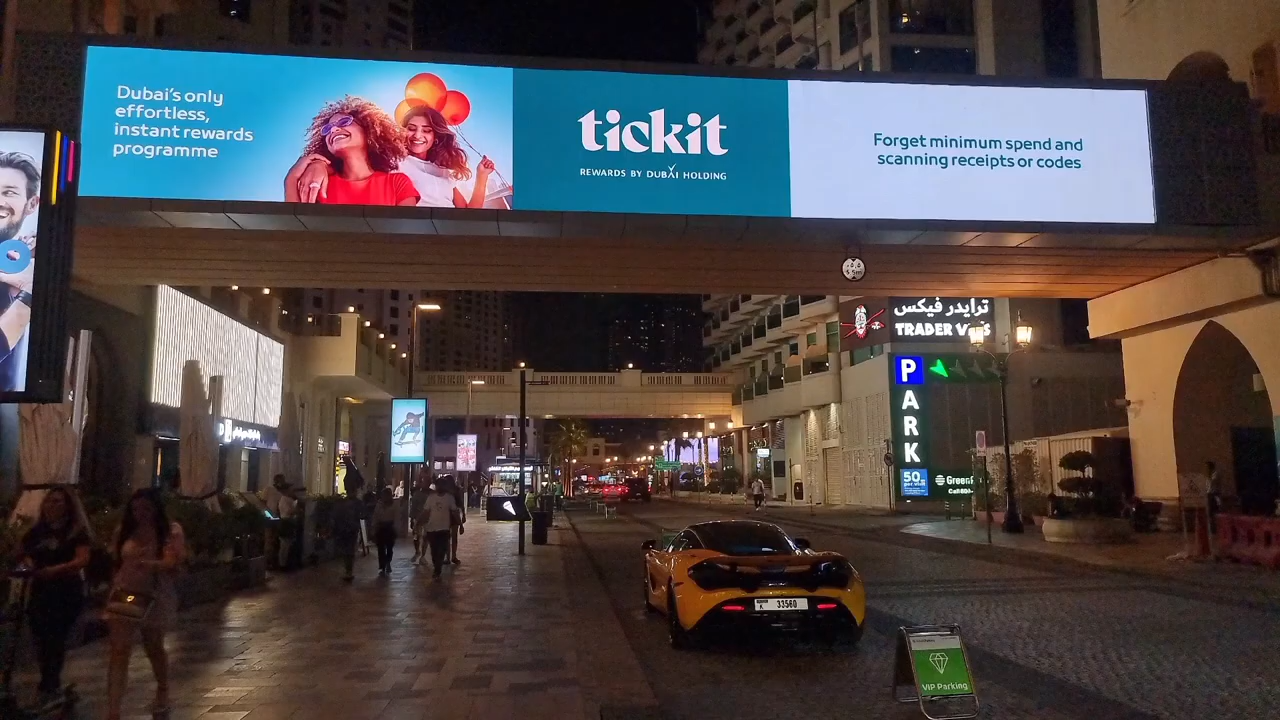 Dubai's only
effortless,
instant rewards
programme
tickit
REWARDS BY DUBAI HOLDING
Forget minimum spend and
scanning receipts or codes
ترايدر فيكس
TRADER VIC'S
P
PARK
50
K 33560
VIP Parking